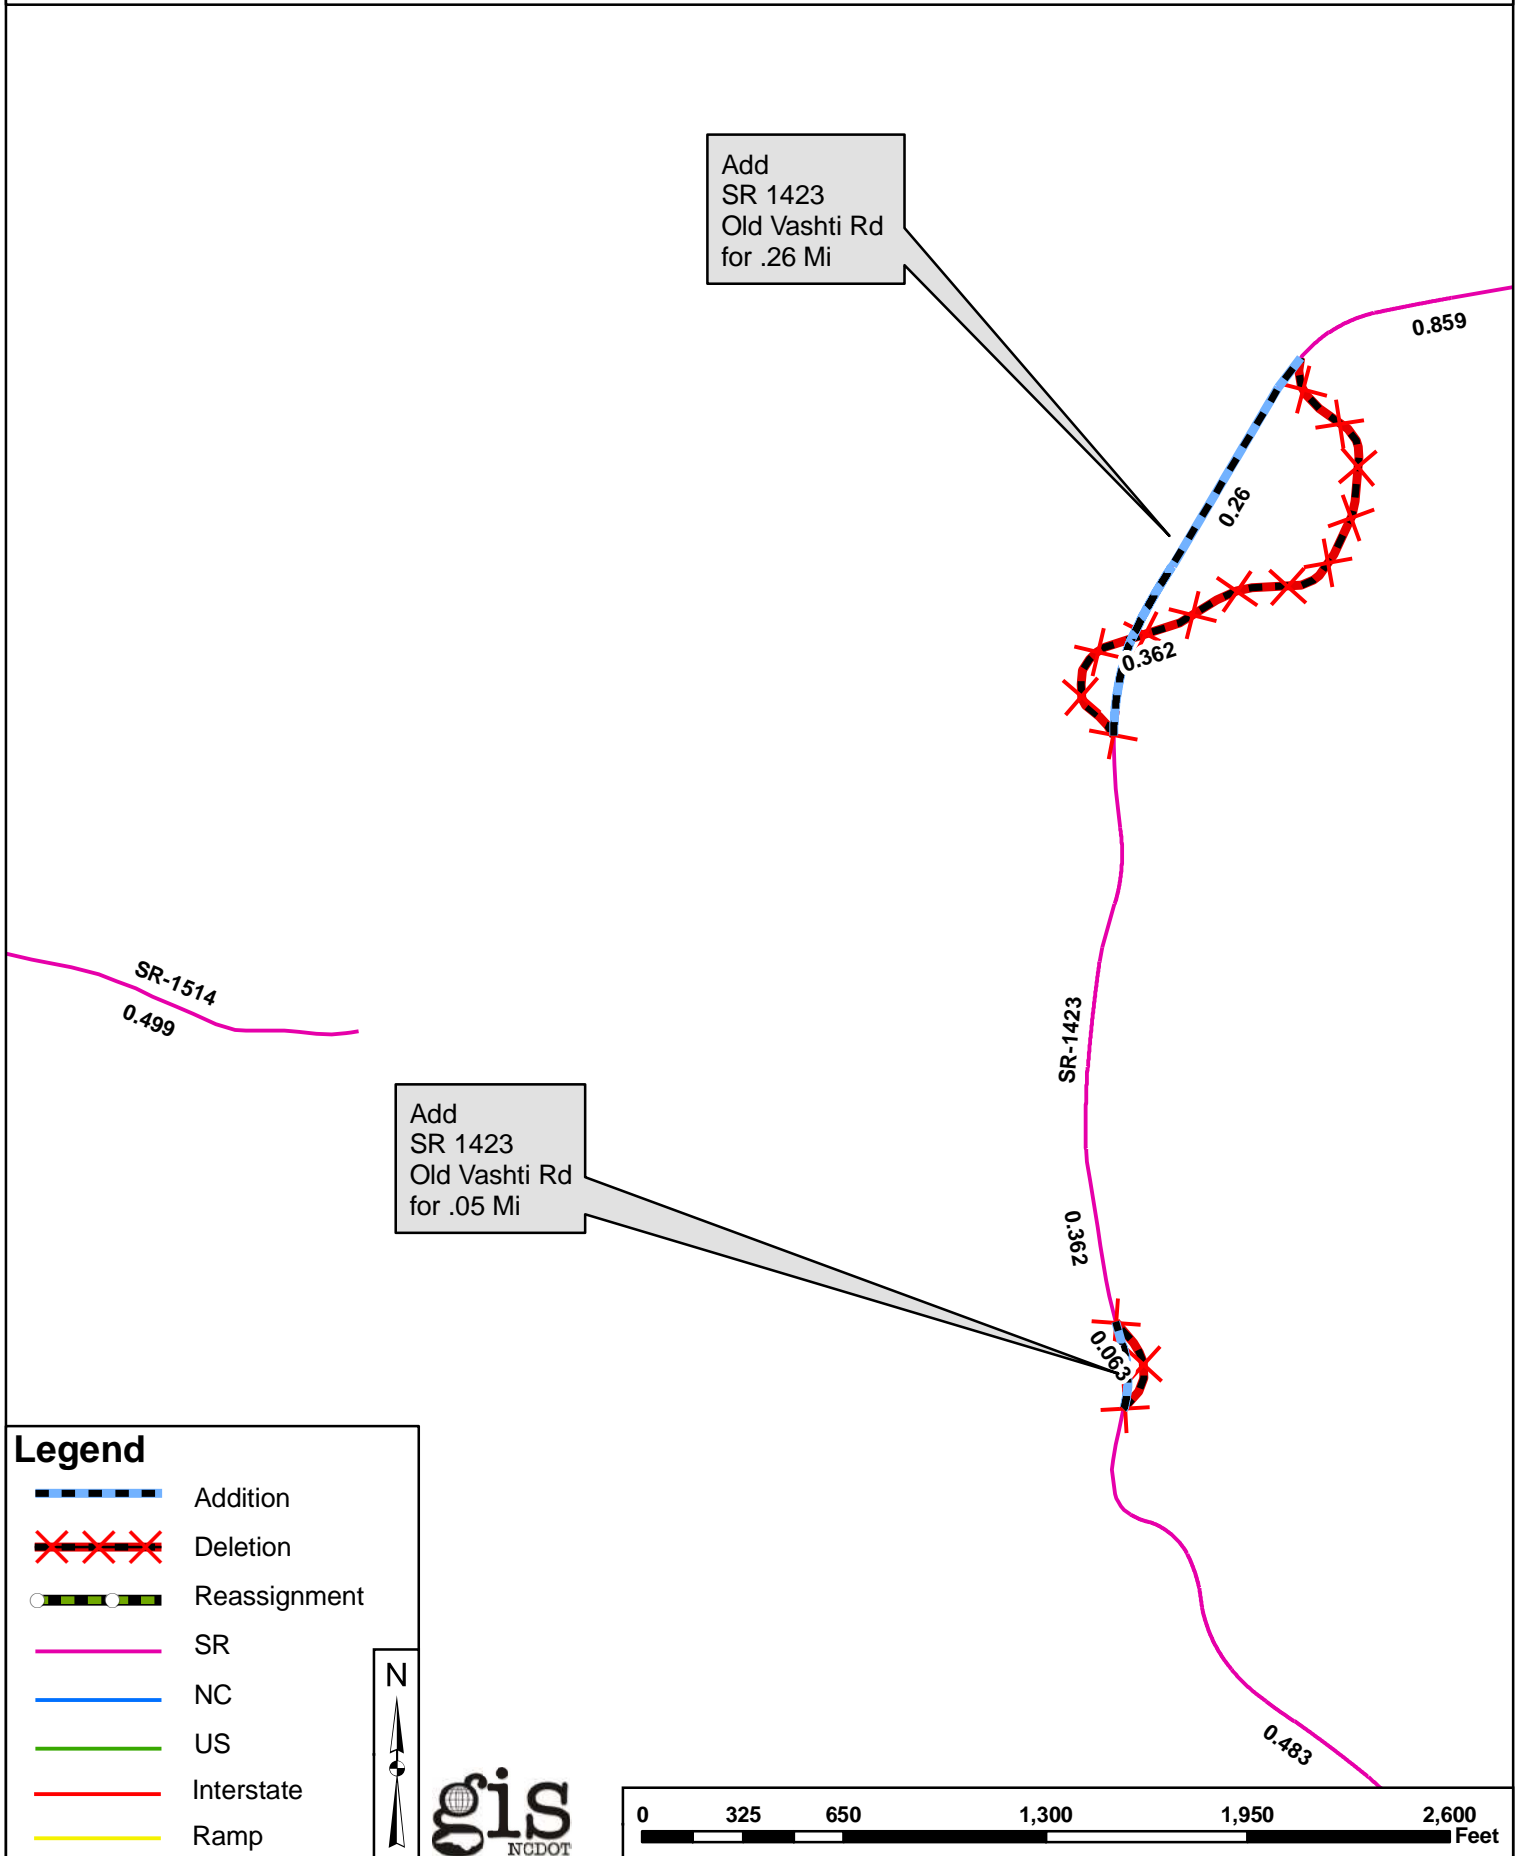 Add
SR 1423
Old Vashti Rd
for .26 Mi
0.859
0.26
0.362
SR-1514
0.499
SR-1423
Add
SR 1423
Old Vashti Rd
for .05 Mi
0.362
0.063
Legend
Addition
Deletion
Reassignment
SR
NC
US
Interstate
Ramp
N
gis
NCDOT
0.483
0 325 650 1,300 1,950 2,600
Feet